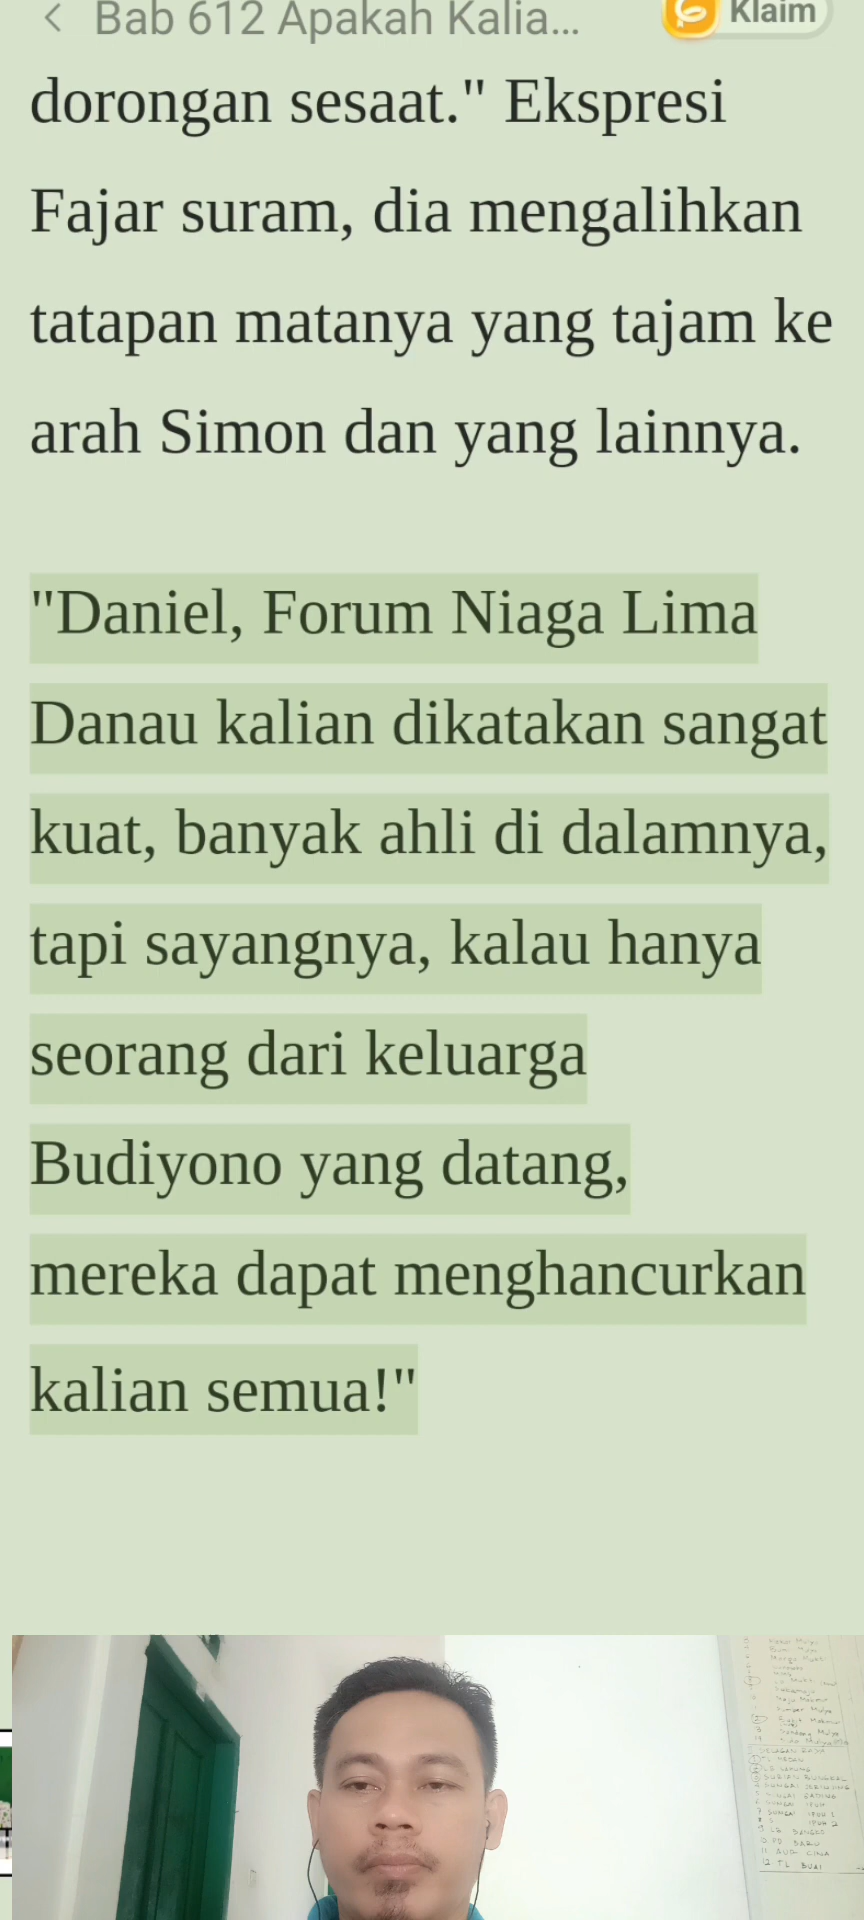 Bab 612 Apakah Kalia...
Klaim
dorongan sesaat." Ekspresi
Fajar suram, dia mengalihkan
tatapan matanya yang tajam ke
arah Simon dan yang lainnya.
"Daniel, Forum Niaga Lima
Danau kalian dikatakan sangat
kuat, banyak ahli di dalamnya,
tapi sayangnya, kalau hanya
seorang dari keluarga
Budiyono yang datang,
mereka dapat menghancurkan
kalian semua!"